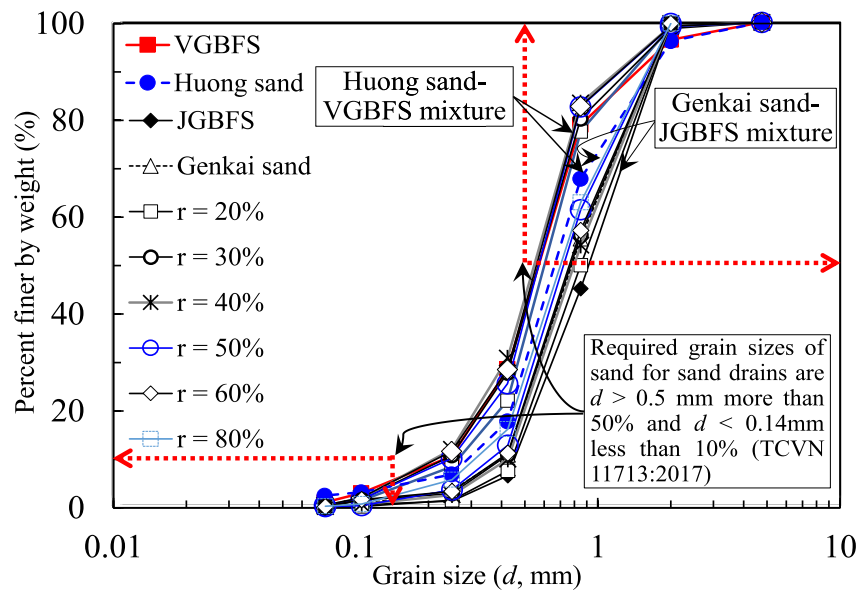 100
80
60
40
20
0
Percent finer by weight (%)
VGBFS
Huong sand
JGBFS
Genkai sand
r = 20%
r = 30%
r = 40%
r = 50%
r = 60%
r = 80%
Huong sand-
VGBFS mixture
Genkai sand-
JGBFS mixture
Required grain sizes of
sand for sand drains are
d > 0.5 mm more than
50% and d < 0.14mm
less than 10% (TCVN
11713:2017)
0.01
0.1
1
10
Grain size (d, mm)